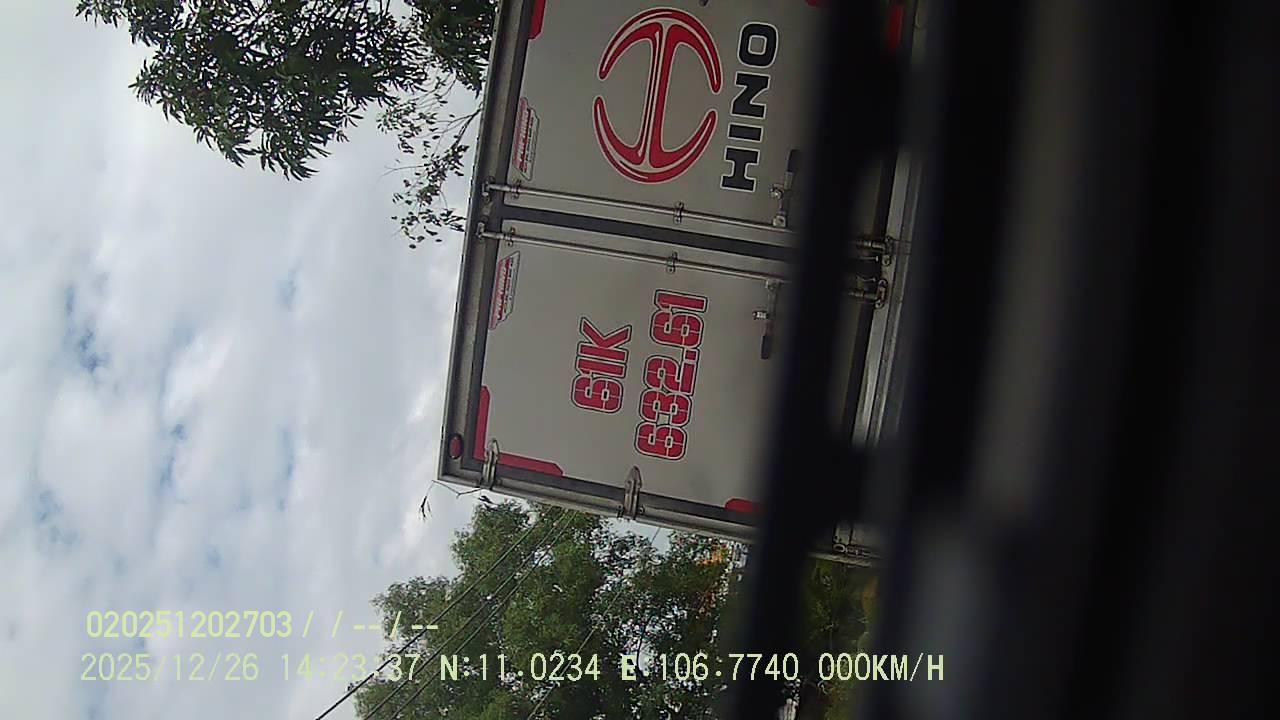 HINO
61K
632.61
020251202703 / / -- / --
2025/12/26 14:23:37 N:11.0234 E:106.7740 000KM/H